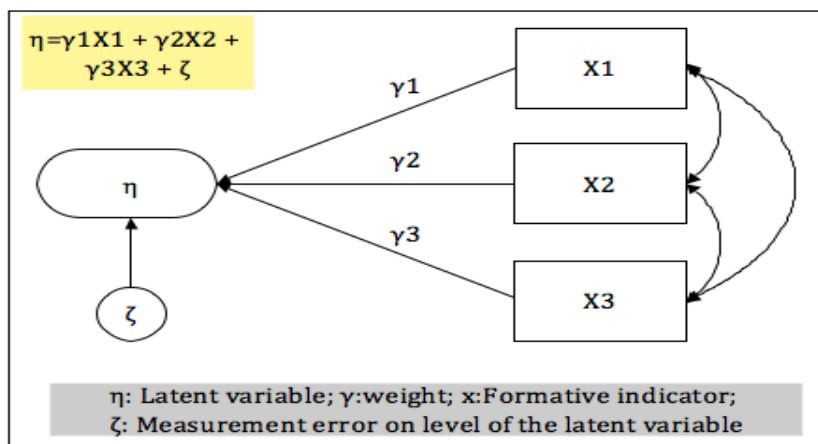 η=γ1X1 + γ2X2 +
γ3X3 + ζ
X1
γ1
γ2
X2
η
γ3
X3
ζ
η: Latent variable; γ:weight; x:Formative indicator;
ζ: Measurement error on level of the latent variable